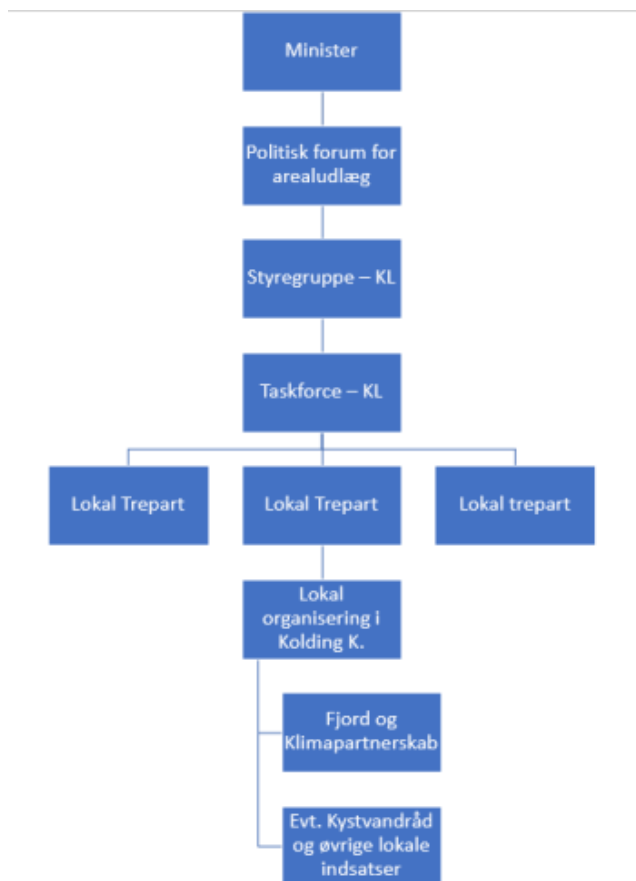 Minister
Politisk forum for
arealudlæg
Styregruppe – KL
Taskforce – KL
Lokal Trepart
Lokal Trepart
Lokal trepart
Lokal
organisering i
Kolding K.
Fjord og
Klimapartnerskab
Evt. Kystvandråd
og øvrige lokale
indsatser